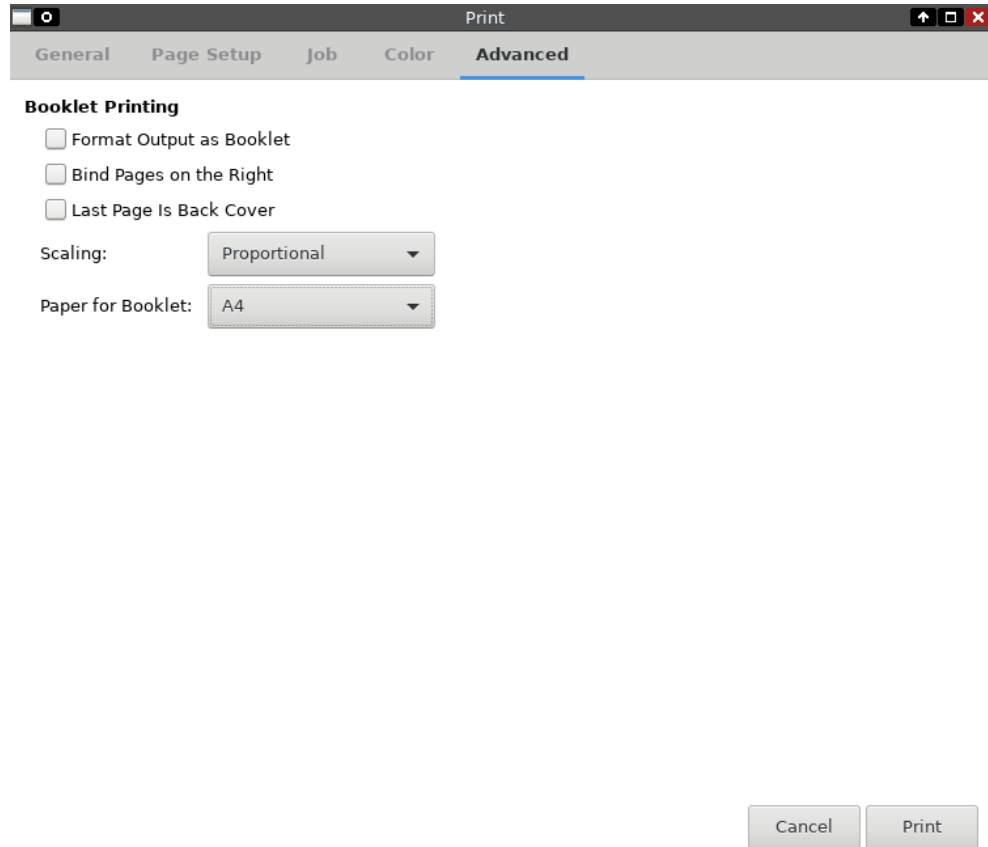 Print
General Page Setup Job Color Advanced
Booklet Printing
Format Output as Booklet
Bind Pages on the Right
Last Page Is Back Cover
Scaling: Proportional
Paper for Booklet: A4
Cancel Print